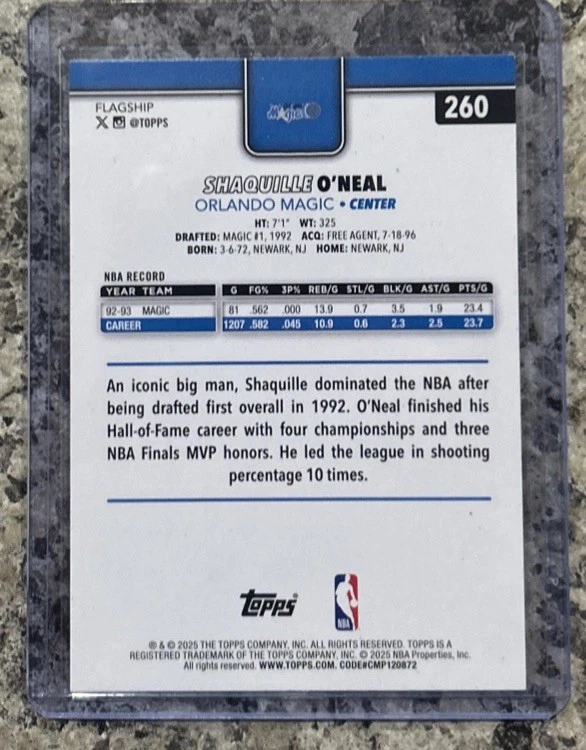 FLAGSHIP
X @TOPPS
Magic
260
SHAQUILLE O'NEAL
ORLANDO MAGIC • CENTER
HT: 7'1" WT: 325
DRAFTED: MAGIC #1, 1992 ACQ: FREE AGENT, 7-18-96
BORN: 3-6-72, NEWARK, NJ HOME: NEWARK, NJ
NBA RECORD
YEAR TEAM G FG% 3P% REB/G STL/G BLK/G AST/G PTS/G
92-93 MAGIC 81 .562 .000 13.9 0.7 3.5 1.9 23.4
CAREER 1207 .582 .045 10.9 0.6 2.3 2.5 23.7
An iconic big man, Shaquille dominated the NBA after
being drafted first overall in 1992. O'Neal finished his
Hall-of-Fame career with four championships and three
NBA Finals MVP honors. He led the league in shooting
percentage 10 times.
Topps
NBA
® & © 2025 THE TOPPS COMPANY, INC. ALL RIGHTS RESERVED. TOPPS IS A
REGISTERED TRADEMARK OF THE TOPPS COMPANY, INC. © 2025 NBA Properties, Inc.
All rights reserved. WWW.TOPPS.COM. CODE#CMP120872